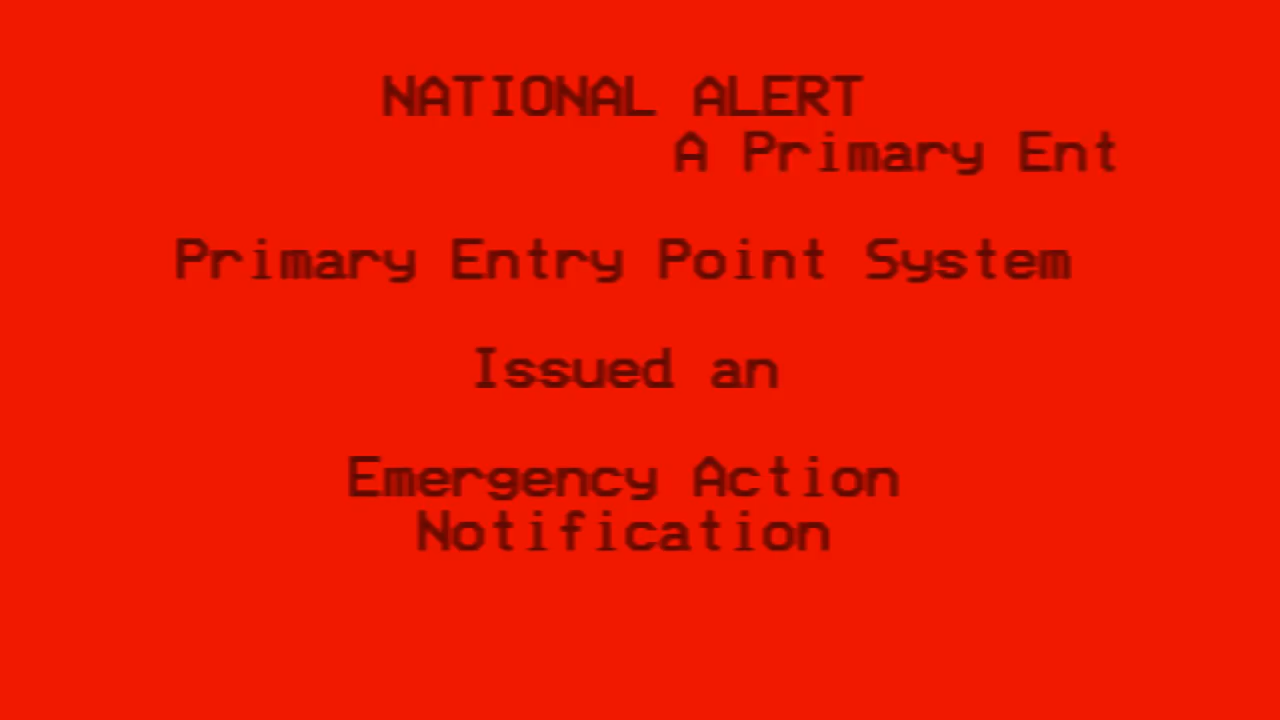 NATIONAL ALERT
A Primary Ent
Primary Entry Point System
Issued an
Emergency Action
Notification